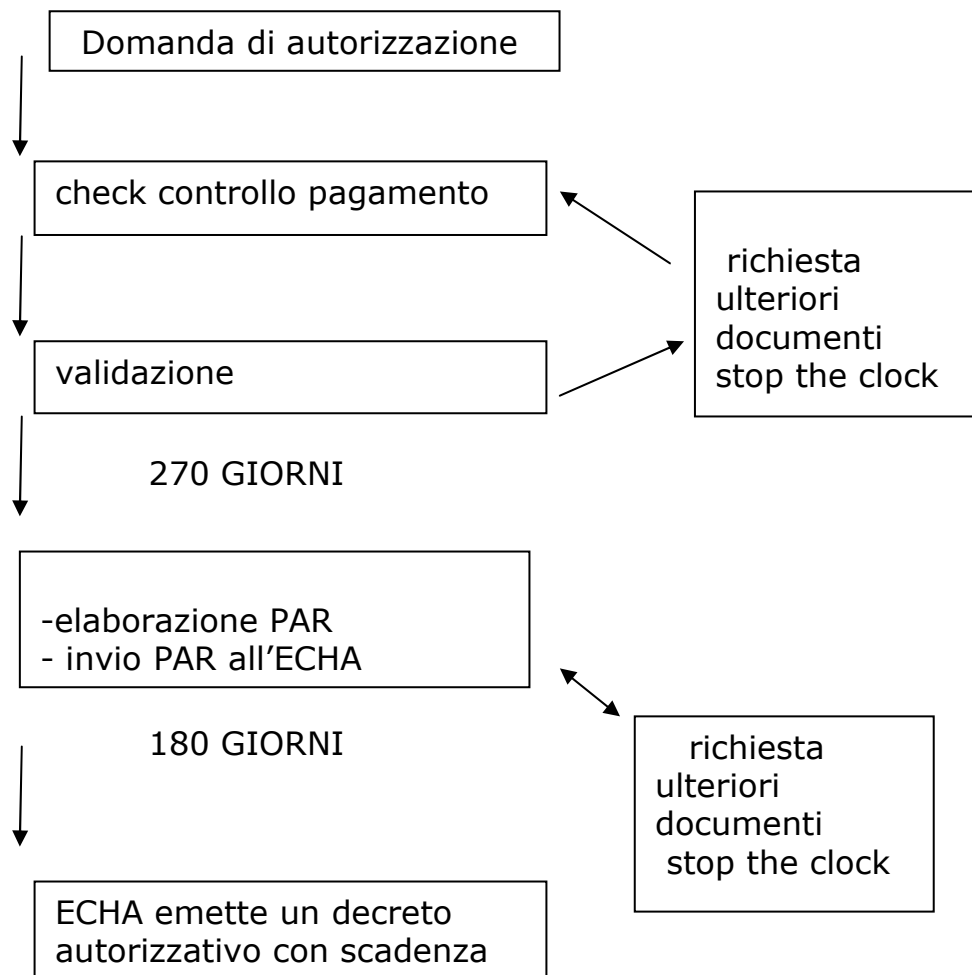 Domanda di autorizzazione
check controllo pagamento
richiesta
ulteriori
documenti
stop the clock
validazione
270 GIORNI
-elaborazione PAR
- invio PAR all’ECHA
180 GIORNI
richiesta
ulteriori
documenti
stop the clock
ECHA emette un decreto
autorizzativo con scadenza